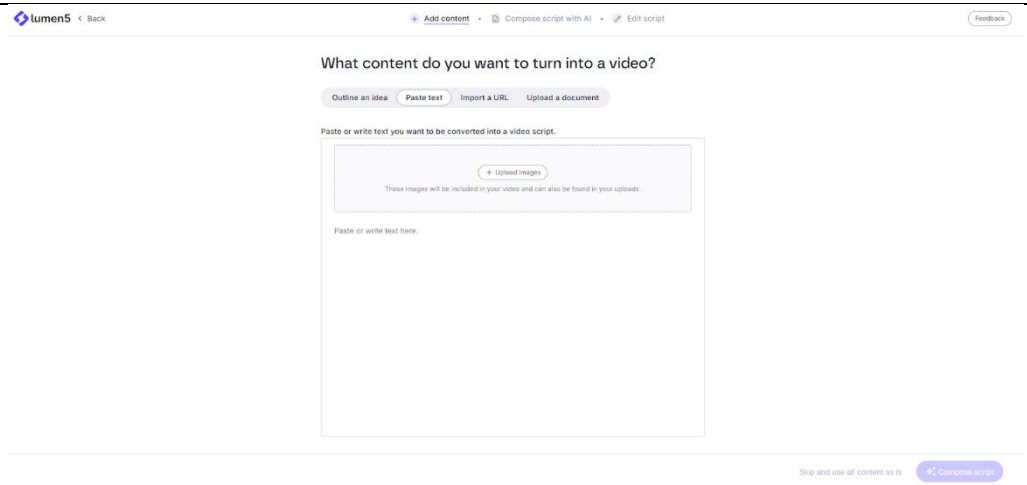 lumen5 < Back + Add content • Compose script with AI • Edit script Feedback
What content do you want to turn into a video?
Outline an idea Paste text Import a URL Upload a document
Paste or write text you want to be converted into a video script.
+ Upload images
These images will be included in your video and can also be found in your uploads.
Paste or write text here.
Skip and use all content as is Compose script